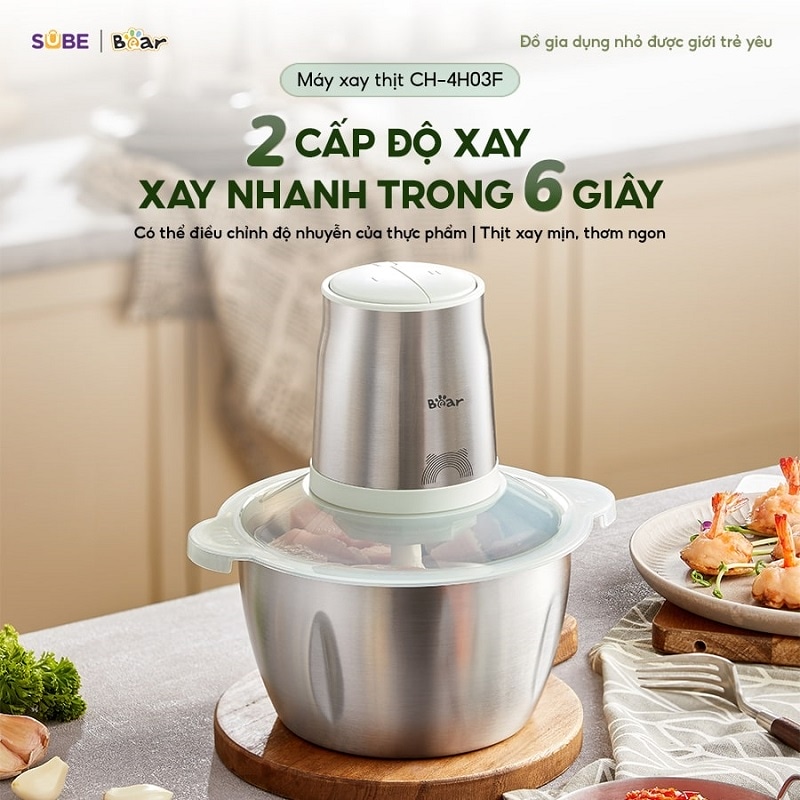 SUBE | Bear
Đồ gia dụng nhỏ được giới trẻ yêu
Máy xay thịt CH-4H03F
2 CẤP ĐỘ XAY
XAY NHANH TRONG 6 GIÂY
Có thể điều chỉnh độ nhuyễn của thực phẩm | Thịt xay mịn, thơm ngon
Bear